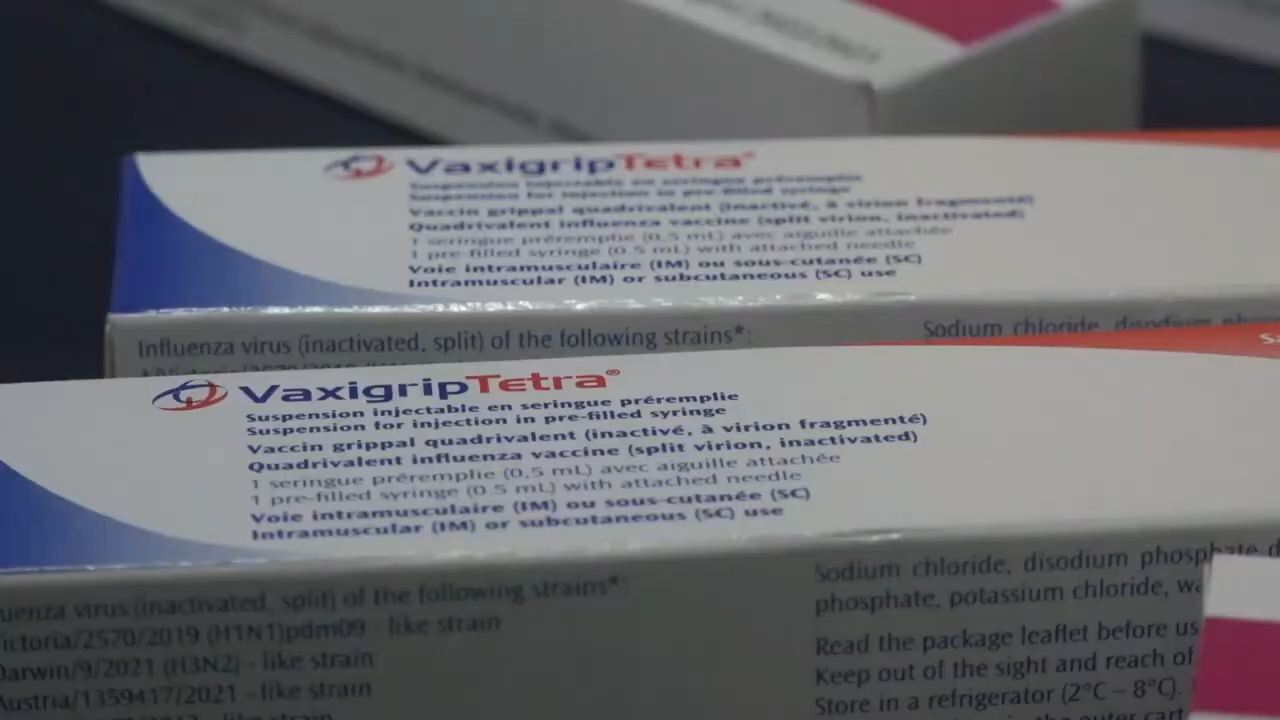 VaxigripTetra
Suspension injectable en seringue préremplie
Suspension for injection in pre-filled syringe
Vaccin grippal quadrivalent (inactivé, à virion fragmenté)
Quadrivalent influenza vaccine (split virion, inactivated)
1 seringue préremplie (0.5 mL) avec aiguille attachée
1 pre-filled syringe (0.5 mL) with attached needle
Voie intramusculaire (IM) ou sous-cutanée (SC)
Intramuscular (IM) or subcutaneous (SC) use
Influenza virus (inactivated, split) of the following strains*:
Sodium chloride, disodium
VaxigripTetra®
Suspension injectable en seringue préremplie
Suspension for injection in pre-filled syringe
Vaccin grippal quadrivalent (inactivé, à virion fragmenté)
Quadrivalent influenza vaccine (split virion, inactivated)
1 seringue préremplie (0,5 mL) avec aiguille attachée
1 pre-filled syringe (0.5 mL) with attached needle
Voie intramusculaire (IM) ou sous-cutanée (SC)
Intramuscular (IM) or subcutaneous (SC) use
uenza virus (inactivated, split) of the following strains*:
ictoria/2570/2019 (H1N1)pdm09 - like strain
Darwin/9/2021 (H3N2) - like strain
Austria/1359417/2021 - like strain
like strain
Sodium chloride, disodium phosphate d
phosphate, potassium chloride, wa
Read the package leaflet before us
Keep out of the sight and reach of
Store in a refrigerator (2°C – 8°C).